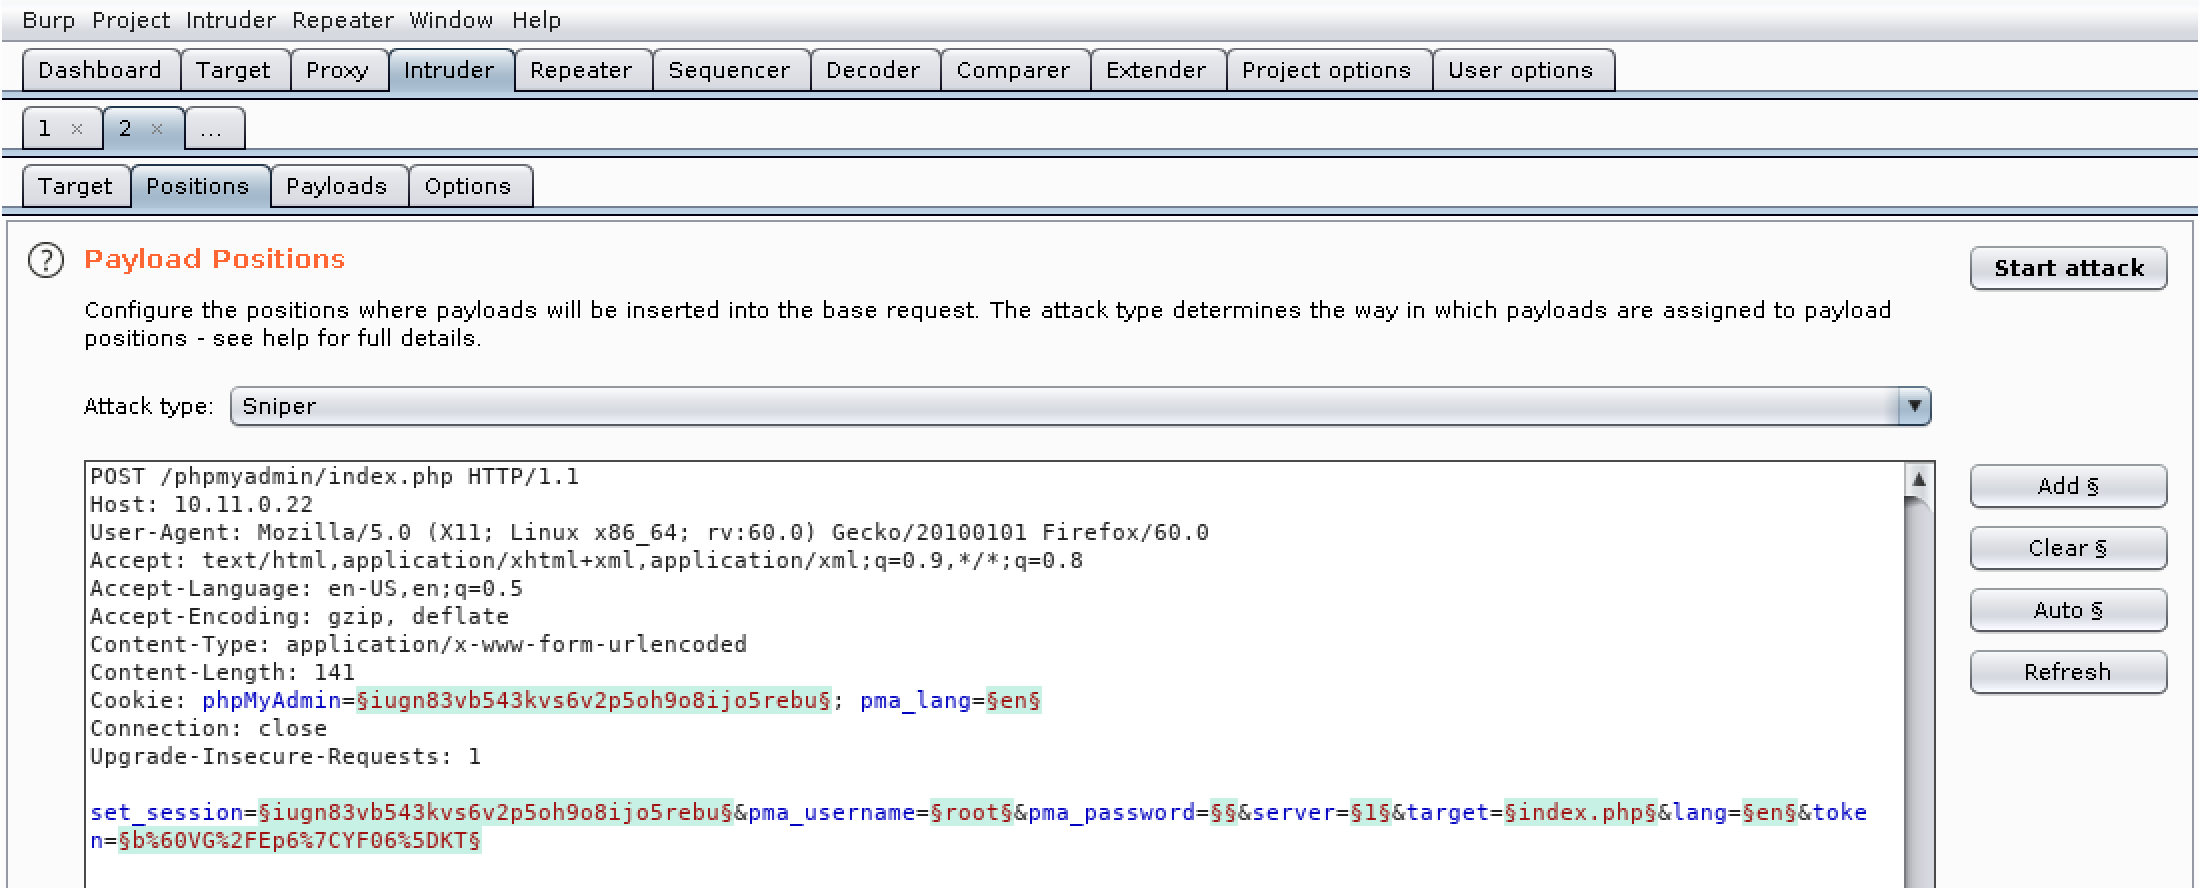 Burp Project Intruder Repeater Window Help
Dashboard Target Proxy Intruder Repeater Sequencer Decoder Comparer Extender Project options User options
1 × 2 × ...
Target Positions Payloads Options
? Payload Positions Start attack
Configure the positions where payloads will be inserted into the base request. The attack type determines the way in which payloads are assigned to payload
positions - see help for full details.
Attack type: Sniper
POST /phpmyadmin/index.php HTTP/1.1
Add §
Host: 10.11.0.22
User-Agent: Mozilla/5.0 (X11; Linux x86_64; rv:60.0) Gecko/20100101 Firefox/60.0
Clear §
Accept: text/html,application/xhtml+xml,application/xml;q=0.9,*/*;q=0.8
Accept-Language: en-US,en;q=0.5
Accept-Encoding: gzip, deflate
Auto §
Content-Type: application/x-www-form-urlencoded
Content-Length: 141
Refresh
Cookie: phpMyAdmin=§iugn83vb543kvs6v2p5oh9o8ijo5rebu§; pma_lang=§en§
Connection: close
Upgrade-Insecure-Requests: 1
set_session=§iugn83vb543kvs6v2p5oh9o8ijo5rebu§&pma_username=§root§&pma_password=§§&server=§1§&target=§index.php§&lang=§en§&toke
n=§b%60VG%2FEp6%7CYF06%5DKT§